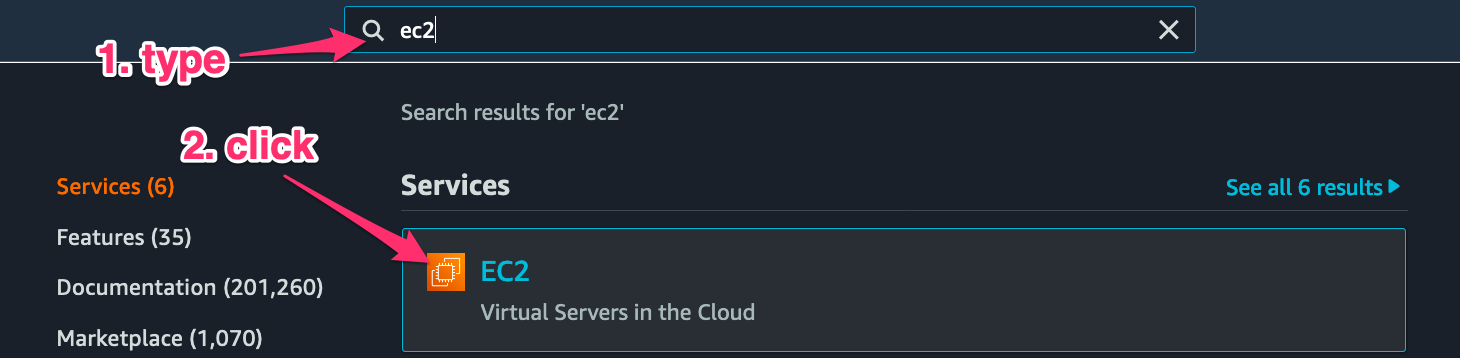 ec2
1. type
Search results for 'ec2'
2. click
Services (6)
Features (35)
Documentation (201,260)
Marketplace (1,070)
Services
See all 6 results
EC2
Virtual Servers in the Cloud